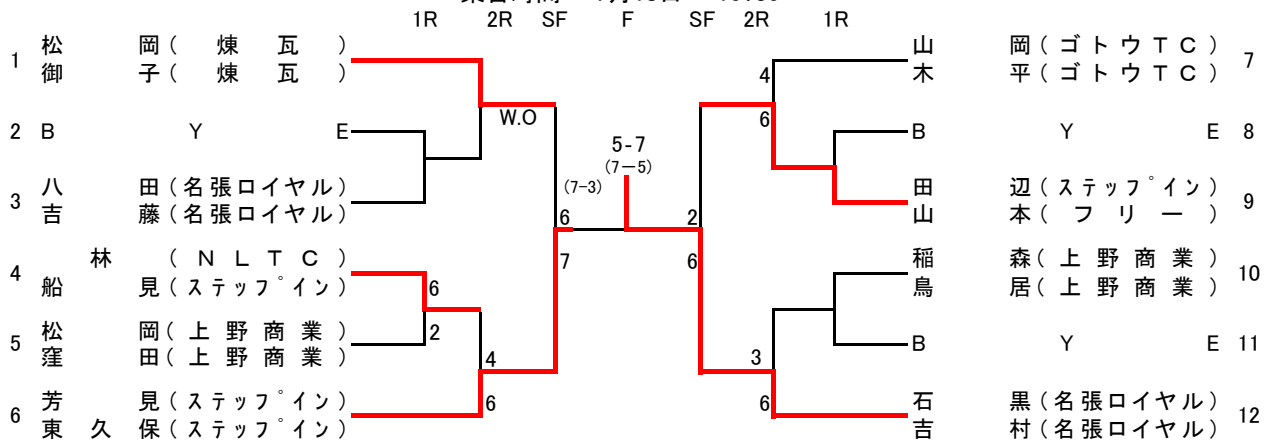 1R 2R SF F SF 2R 1R
1 松 岡 ( 煉 瓦 )
御 子 ( 煉 瓦 )
W.O
2 B Y E
3 八 田 ( 名張ロイヤル )
吉 藤 ( 名張ロイヤル )
4 林 ( N L T C )
船 見 ( ステップイン )
6
5 松 岡 ( 上 野 商 業 )
窪 田 ( 上 野 商 業 )
2
4
6 芳 見 ( ステップイン )
東 久 保 ( ステップイン )
6
(7-3)
6
7
5-7
(7-5)
2
6
山 岡 ( ゴトウTC ) 7
木 平 ( ゴトウTC )
4
6
B Y E 8
田 辺 ( ステップイン ) 9
山 本 ( フ リ ー )
稲 森 ( 上 野 商 業 ) 10
鳥 居 ( 上 野 商 業 )
B Y E 11
3
6
石 黒 ( 名張ロイヤル ) 12
吉 村 ( 名張ロイヤル )